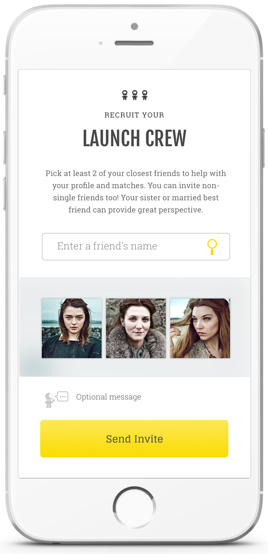 RECRUIT YOUR
LAUNCH CREW
Pick at least 2 of your closest friends to help with
your profile and matches. You can invite non-
single friends too! Your sister or married best
friend can provide great perspective.
Enter a friend's name
Optional message
Send Invite